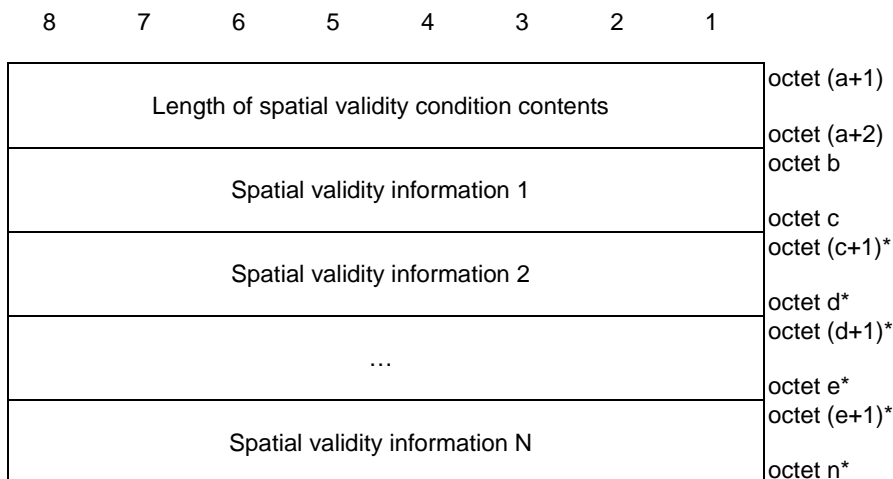 8 7 6 5 4 3 2 1
octet (a+1)
Length of spatial validity condition contents
octet (a+2)
octet b
Spatial validity information 1
octet c
octet (c+1)*
Spatial validity information 2
octet d*
octet (d+1)*
…
octet e*
octet (e+1)*
Spatial validity information N
octet n*